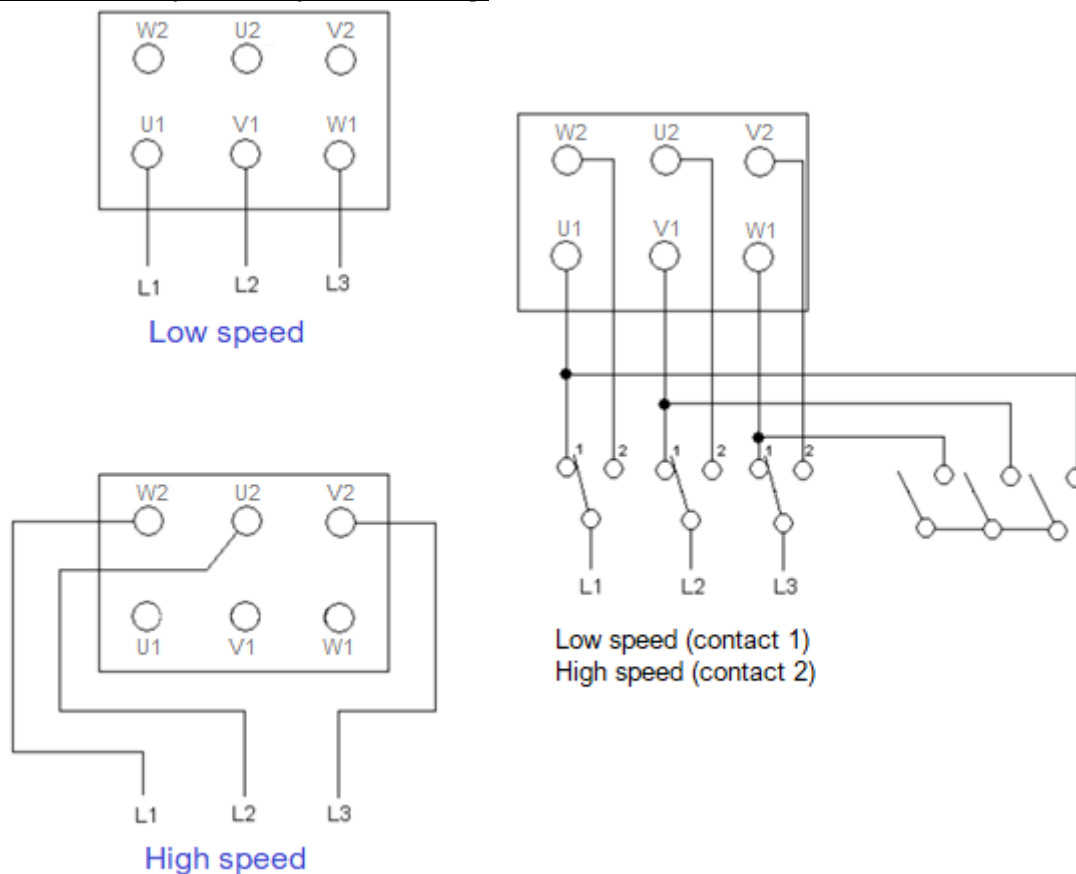 W2 U2 V2
U1 V1 W1
L1 L2 L3
Low speed
W2 U2 V2
U1 V1 W1
L1 L2 L3
High speed
W2 U2 V2
U1 V1 W1
1 2 1 2 1 2
L1 L2 L3
Low speed (contact 1)
High speed (contact 2)